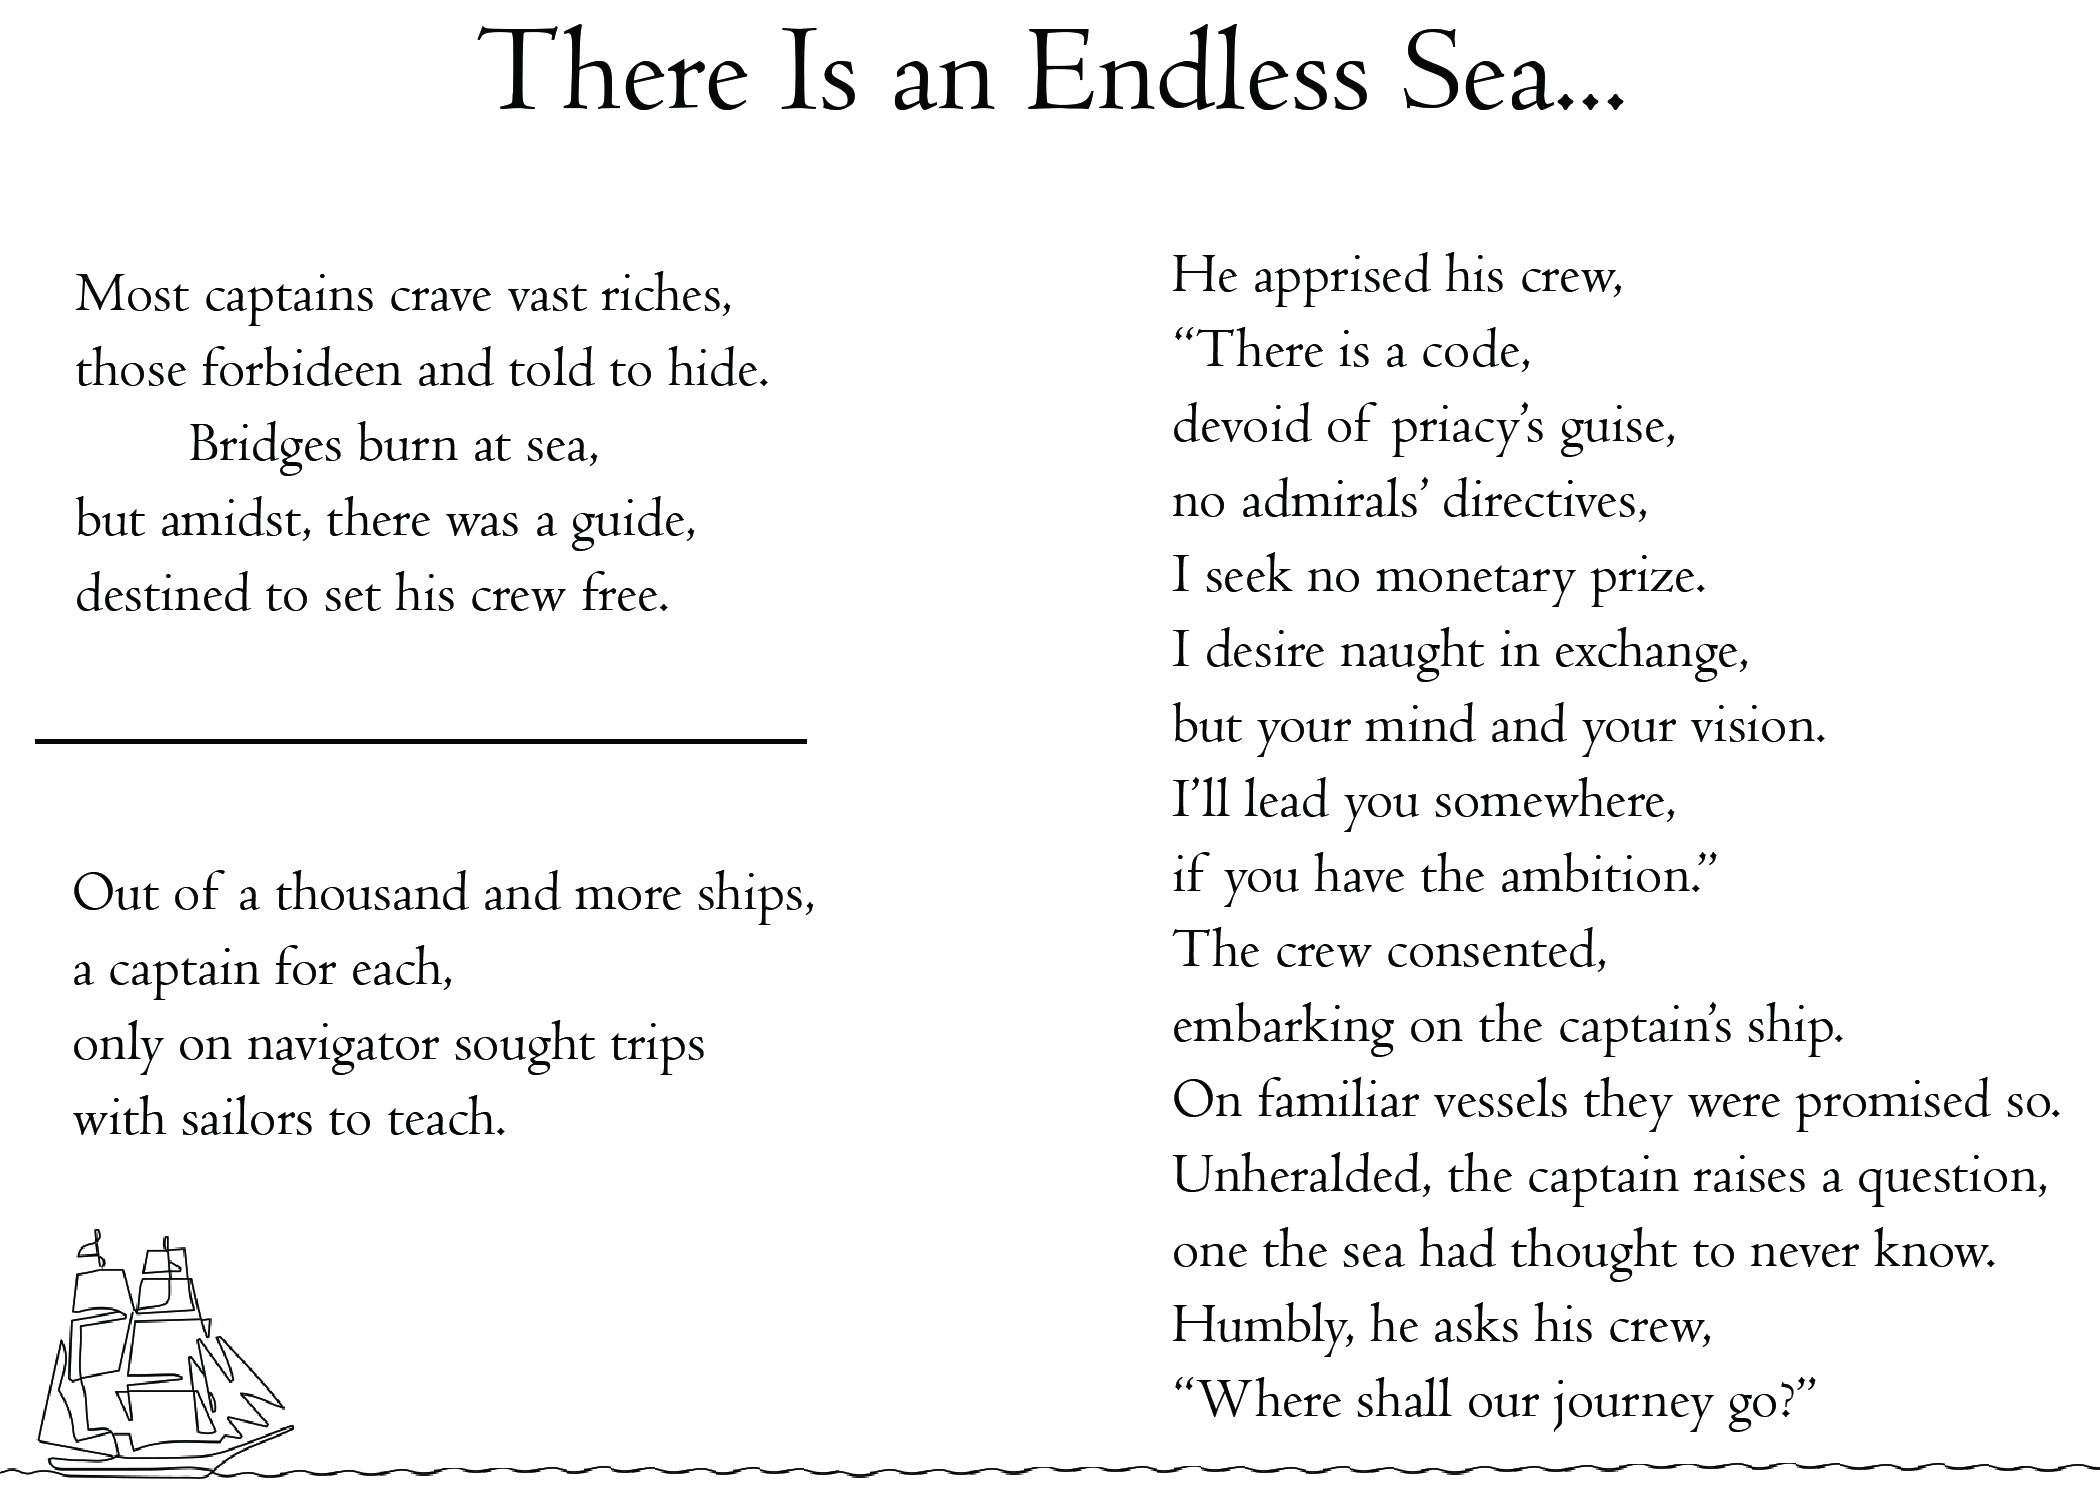 There Is an Endless Sea...
Most captains crave vast riches,
those forbideen and told to hide.
Bridges burn at sea,
but amidst, there was a guide,
destined to set his crew free.
Out of a thousand and more ships,
a captain for each,
only on navigator sought trips
with sailors to teach.
He apprised his crew,
“There is a code,
devoid of priacy’s guise,
no admirals’ directives,
I seek no monetary prize.
I desire naught in exchange,
but your mind and your vision.
I’ll lead you somewhere,
if you have the ambition.”
The crew consented,
embarking on the captain’s ship.
On familiar vessels they were promised so.
Unheralded, the captain raises a question,
one the sea had thought to never know.
Humbly, he asks his crew,
“Where shall our journey go?”